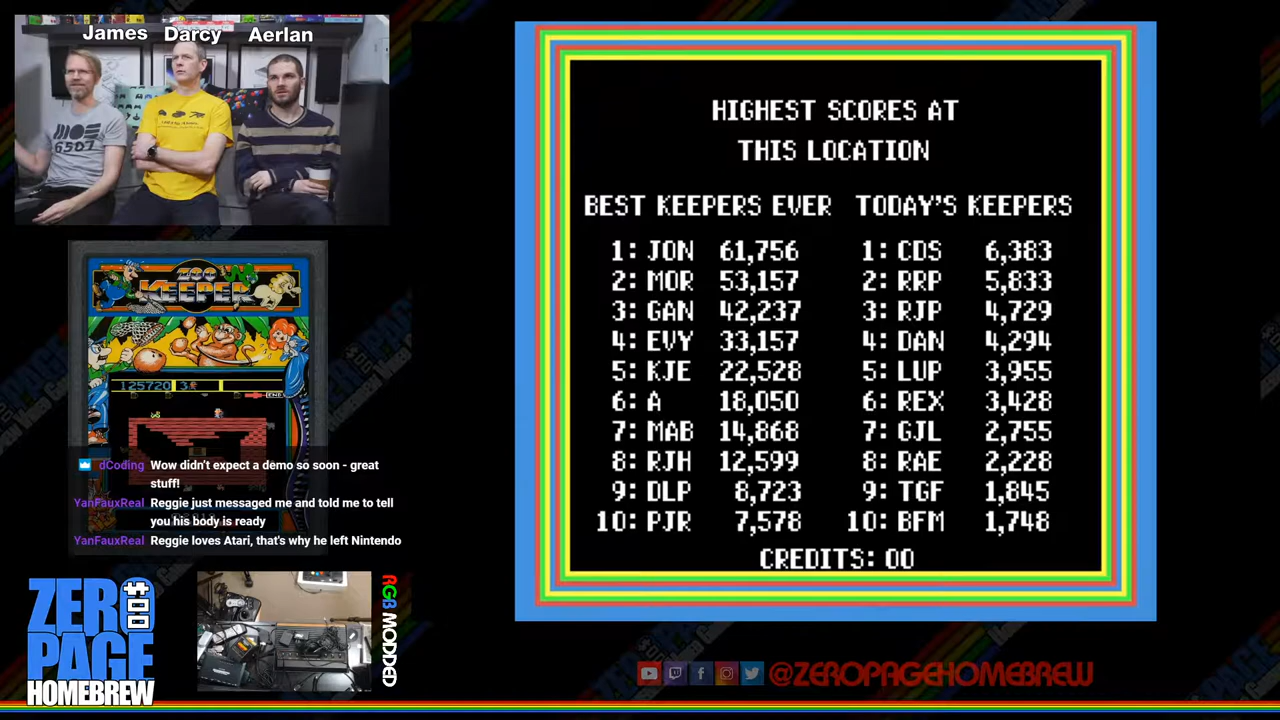 James Darcy Aerlan
6507
ZOO
KEEPER
125720 3
END
dCoding Wow didn't expect a demo so soon - great
stuff!
YanFauxReal Reggie just messaged me and told me to tell
you his body is ready
YanFauxReal Reggie loves Atari, that's why he left Nintendo
ZERO
PAGE
HOMEBREW
RGB MODDED
HIGHEST SCORES AT
THIS LOCATION
BEST KEEPERS EVER TODAY'S KEEPERS
1: JON 61,756 1: CDS 6,383
2: MOR 53,157 2: RRP 5,833
3: GAN 42,237 3: RJP 4,729
4: EVY 33,157 4: DAN 4,294
5: KJE 22,528 5: LUP 3,955
6: A 18,050 6: REX 3,428
7: MAB 14,868 7: GJL 2,755
8: RJH 12,599 8: RAE 2,228
9: DLP 8,723 9: TGF 1,845
10: PJR 7,578 10: BFM 1,748
CREDITS: 00
@ZEROPAGEHOMEBREW